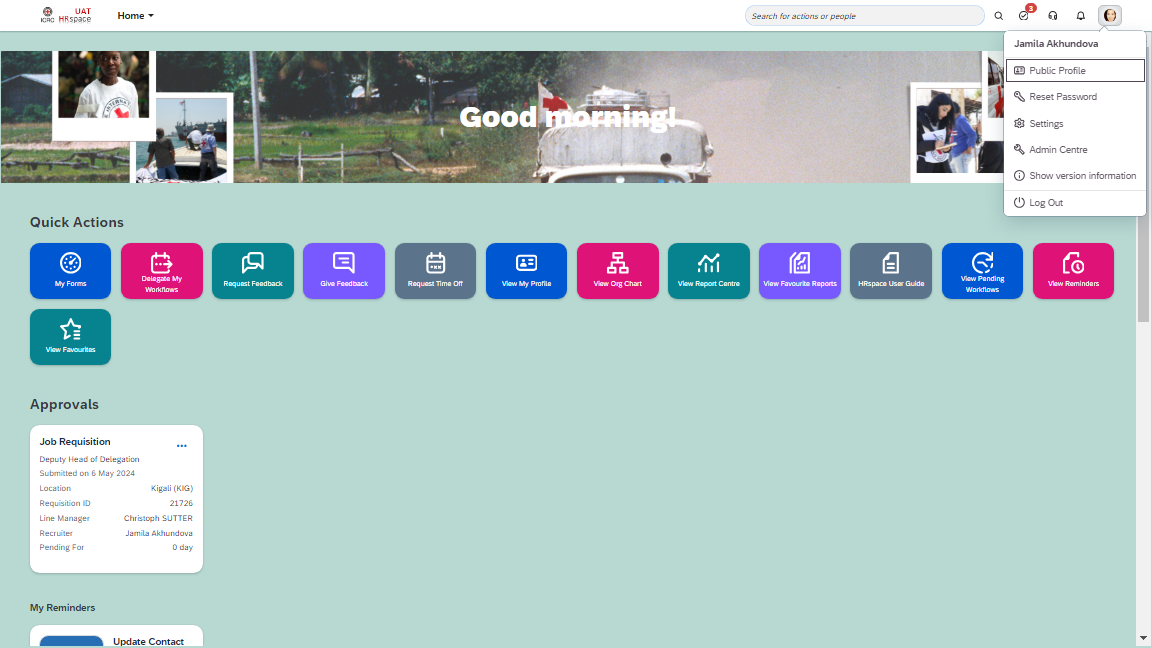 ICRC
UAT
HRspace
Home
Search for actions or people
3
Jamila Akhundova
Public Profile
Reset Password
Settings
Admin Centre
Show version information
Log Out
Good morning!
Quick Actions
My Forms
Delegate My
Workflows
Request Feedback
Give Feedback
Request Time Off
View My Profile
View Org Chart
View Report Centre
View Favourite Reports
HRspace User Guide
View Pending
Workflows
View Reminders
View Favourites
Approvals
Job Requisition
Deputy Head of Delegation
Submitted on 6 May 2024
Location Kigali (KIG)
Requisition ID 21726
Line Manager Christoph SUTTER
Recruiter Jamila Akhundova
Pending For 0 day
My Reminders
Update Contact